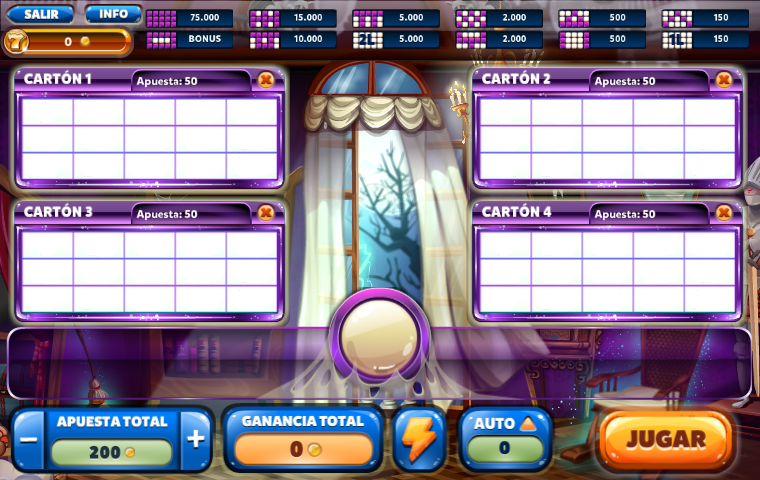 SALIR INFO 75.000 15.000 5.000 2.000 500 150
7 0 BONUS 10.000 2L 5.000 2.000 500 150
CARTÓN 1 Apuesta: 50
CARTÓN 2 Apuesta: 50
CARTÓN 3 Apuesta: 50
CARTÓN 4 Apuesta: 50
APUESTA TOTAL GANANCIA TOTAL AUTO JUGAR
− 200 + 0 0